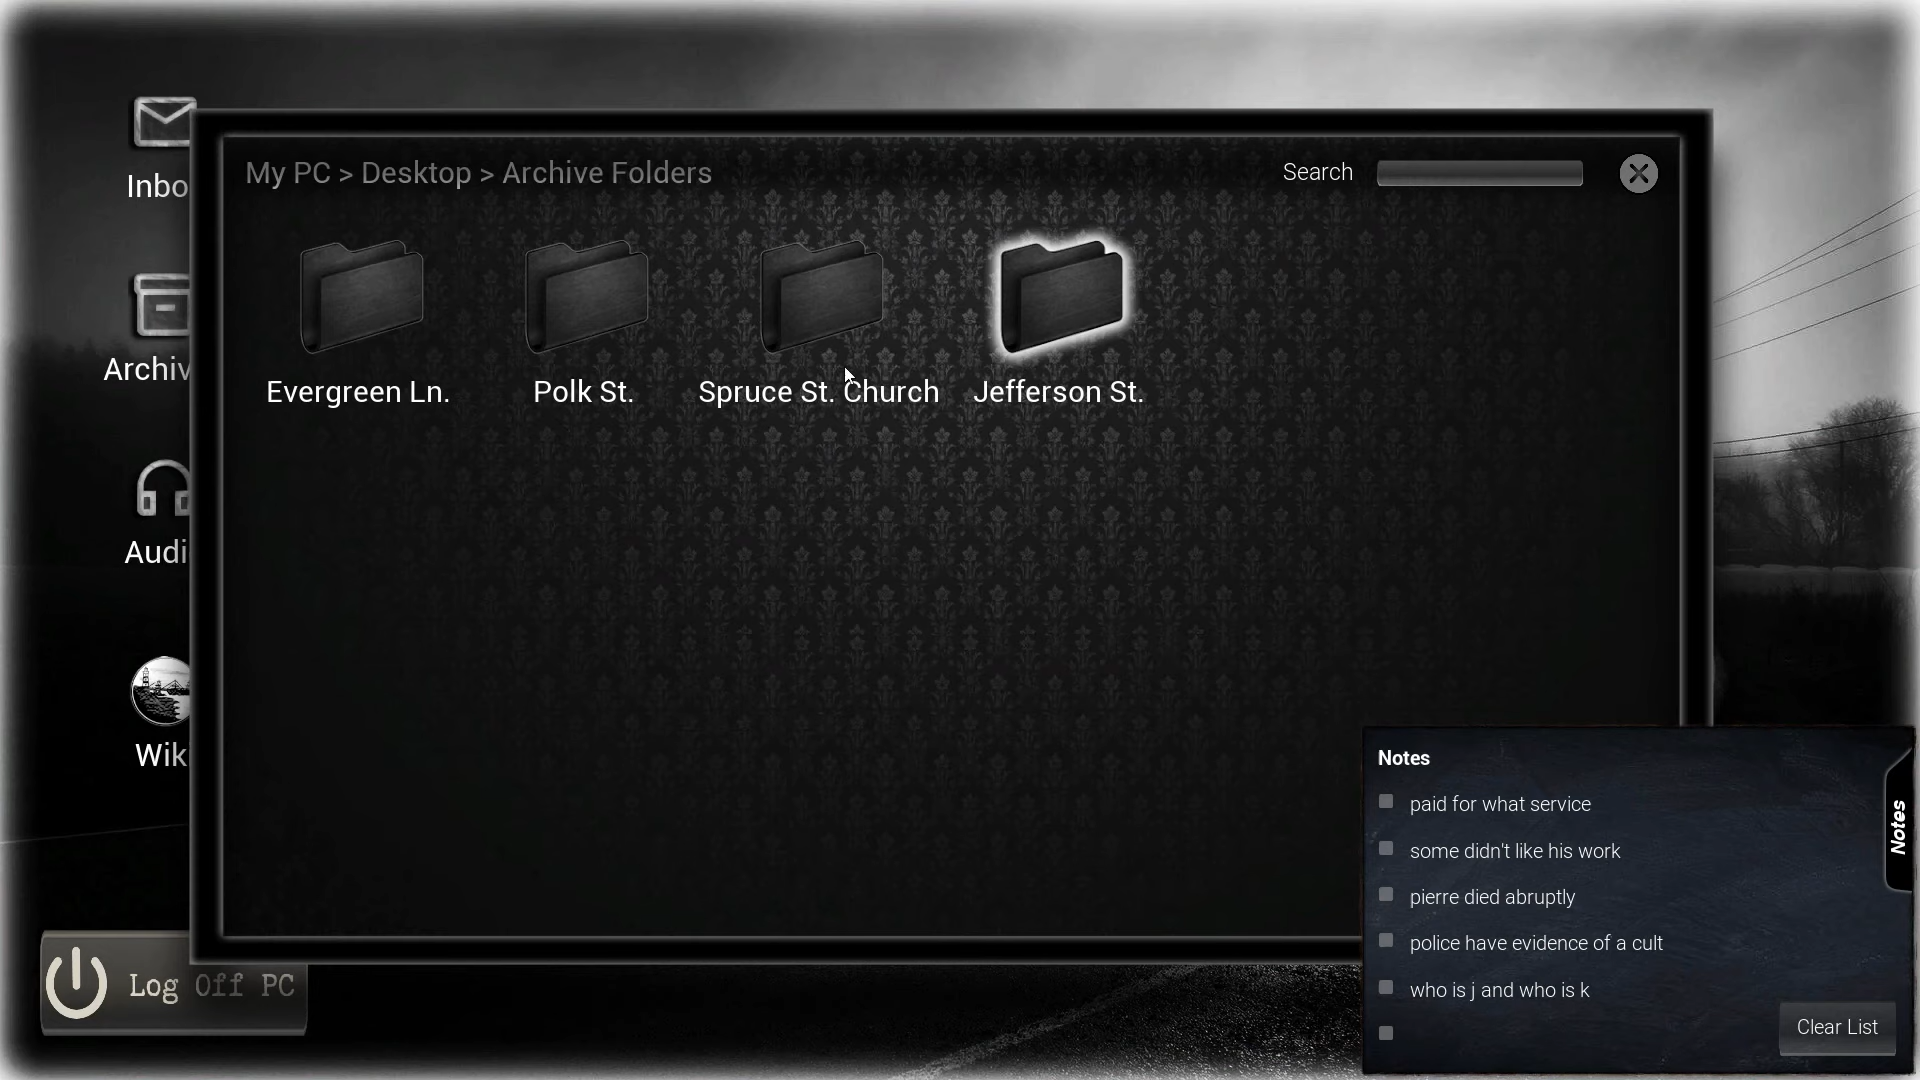 My PC > Desktop > Archive Folders
Search
Evergreen Ln.
Polk St.
Spruce St. Church
Jefferson St.
Inbo
Archiv
Audi
Wik
Log Off PC
Notes
paid for what service
some didn't like his work
pierre died abruptly
police have evidence of a cult
who is j and who is k
Clear List
Notes